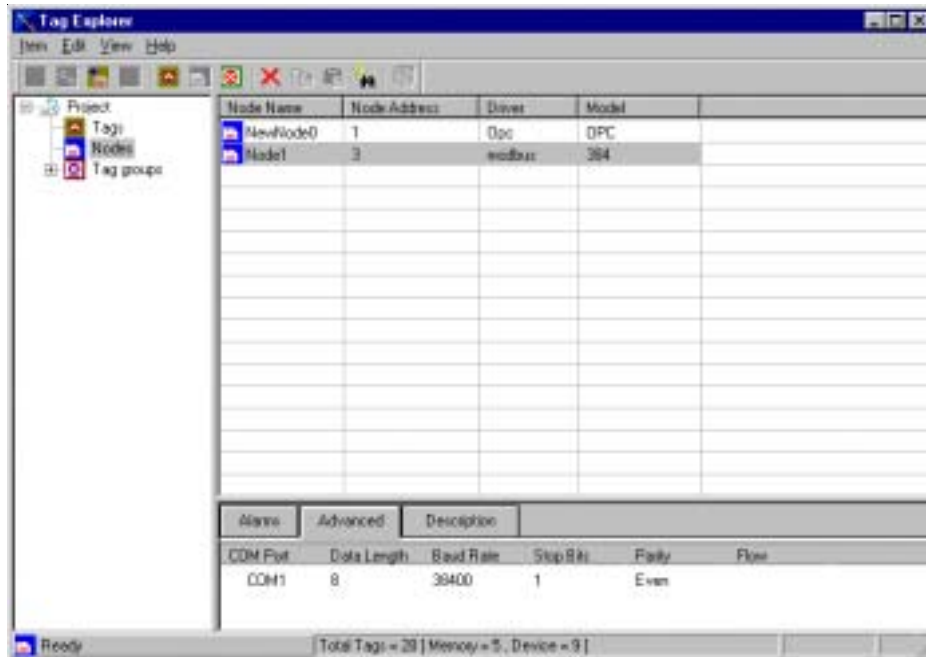 Tag Explorer
Item Edit View Help
Project
Tags
Nodes
Tag groups
Node Name Node Address Driver Model
NewNode0 1 Opc OPC
Node1 3 modbus 384
Alarms Advanced Description
COM Port Data Length Baud Rate Stop Bits Parity Flow
COM1 8 38400 1 Even
Ready [Total Tags = 28] Memory = 5, Device = 9 [